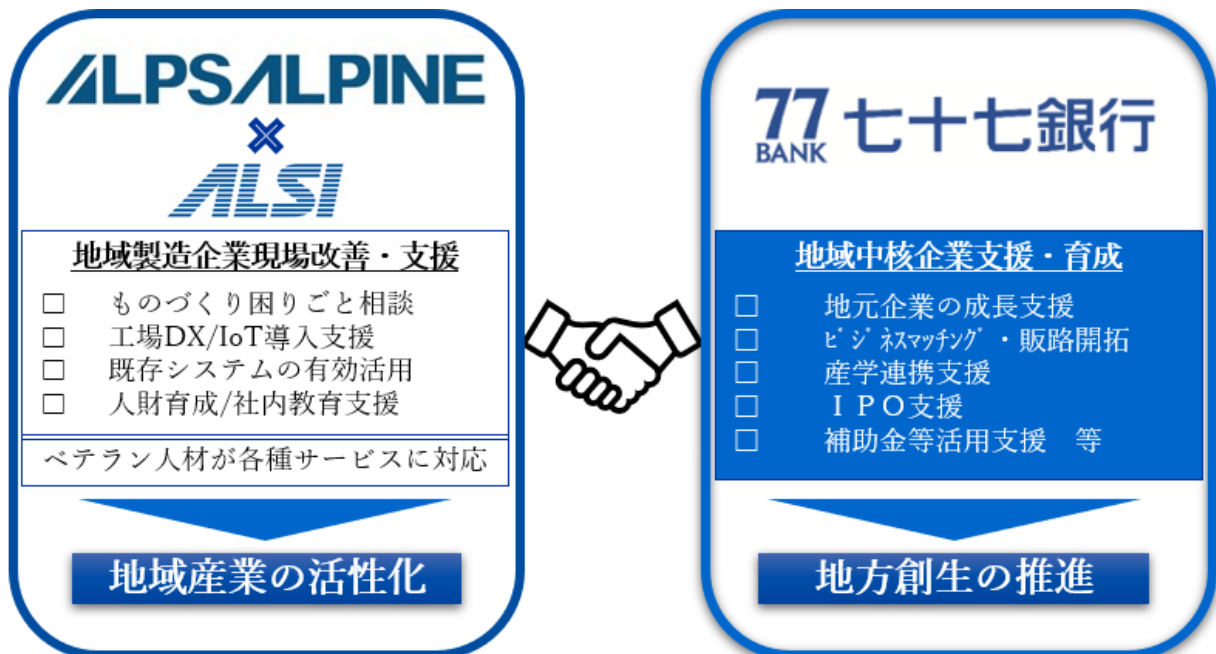 ALPSALPINE
×
ALSI
地域製造企業現場改善・支援
□ ものづくり困りごと相談
□ 工場DX/IoT導入支援
□ 既存システムの有効活用
□ 人財育成/社内教育支援
ベテラン人材が各種サービスに対応
地域産業の活性化
77 BANK 七十七銀行
地域中核企業支援・育成
□ 地元企業の成長支援
□ ﾋﾞｼﾞﾈｽﾏｯﾁﾝｸﾞ・販路開拓
□ 産学連携支援
□ ＩＰＯ支援
□ 補助金等活用支援　等
地方創生の推進